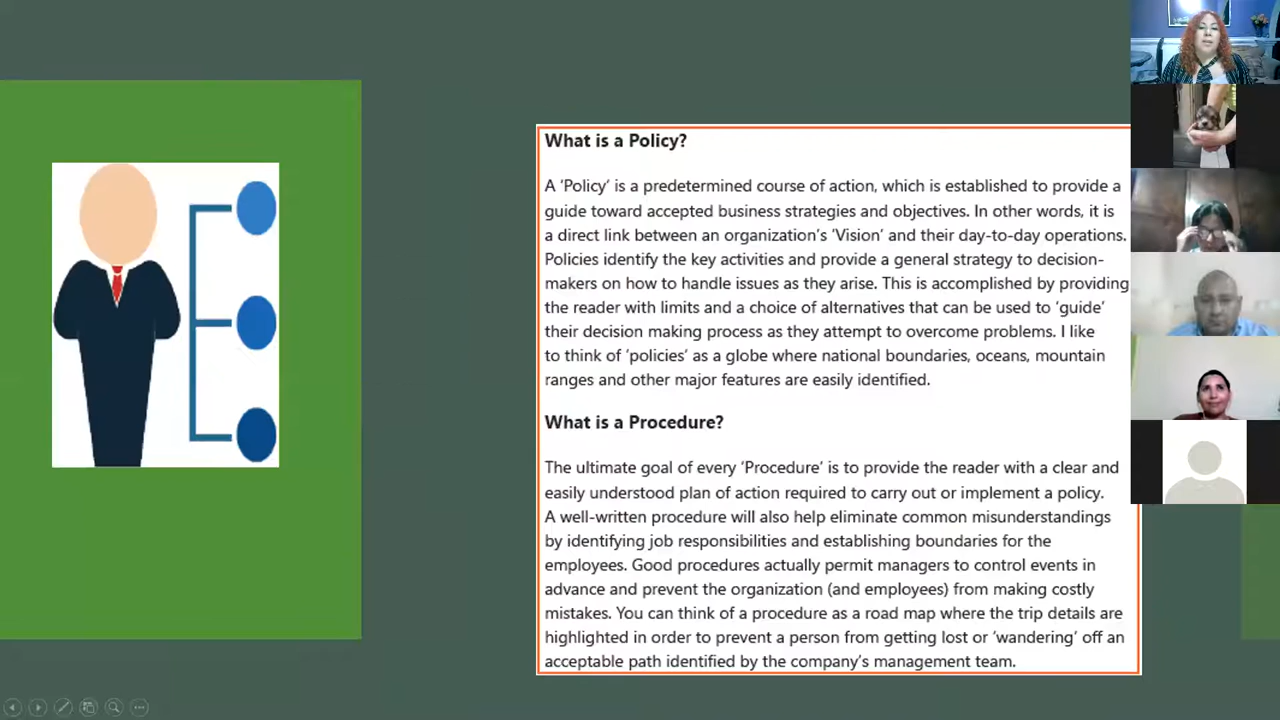 What is a Policy?
A ‘Policy’ is a predetermined course of action, which is established to provide a
guide toward accepted business strategies and objectives. In other words, it is
a direct link between an organization’s ‘Vision’ and their day-to-day operations.
Policies identify the key activities and provide a general strategy to decision-
makers on how to handle issues as they arise. This is accomplished by providing
the reader with limits and a choice of alternatives that can be used to ‘guide’
their decision making process as they attempt to overcome problems. I like
to think of ‘policies’ as a globe where national boundaries, oceans, mountain
ranges and other major features are easily identified.
What is a Procedure?
The ultimate goal of every ‘Procedure’ is to provide the reader with a clear and
easily understood plan of action required to carry out or implement a policy.
A well-written procedure will also help eliminate common misunderstandings
by identifying job responsibilities and establishing boundaries for the
employees. Good procedures actually permit managers to control events in
advance and prevent the organization (and employees) from making costly
mistakes. You can think of a procedure as a road map where the trip details are
highlighted in order to prevent a person from getting lost or ‘wandering’ off an
acceptable path identified by the company’s management team.